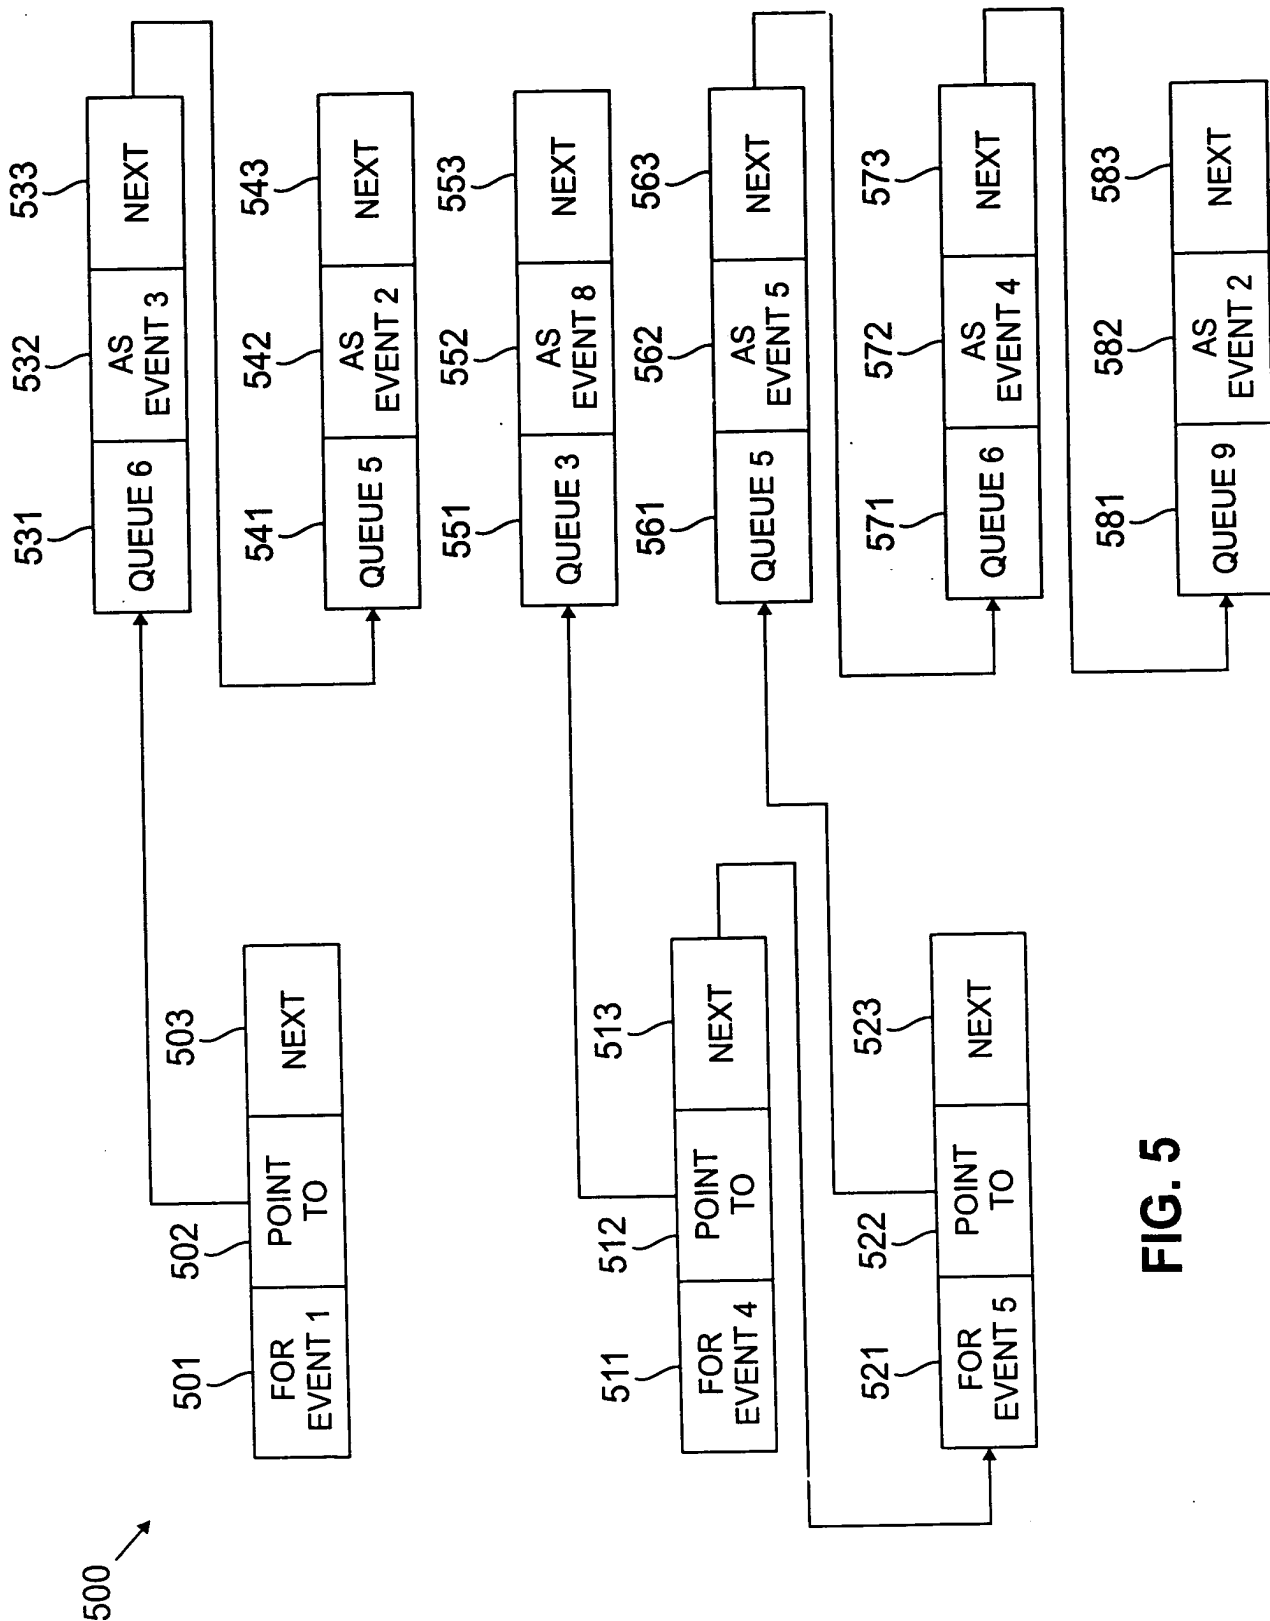 500
501
502
503
FOR
EVENT 1
POINT
TO
NEXT
531
532
533
QUEUE 6
AS
EVENT 3
NEXT
541
542
543
QUEUE 5
AS
EVENT 2
NEXT
511
512
513
FOR
EVENT 4
POINT
TO
NEXT
551
552
553
QUEUE 3
AS
EVENT 8
NEXT
521
522
523
FOR
EVENT 5
POINT
TO
NEXT
561
562
563
QUEUE 5
AS
EVENT 5
NEXT
571
572
573
QUEUE 6
AS
EVENT 4
NEXT
581
582
583
QUEUE 9
AS
EVENT 2
NEXT
FIG. 5